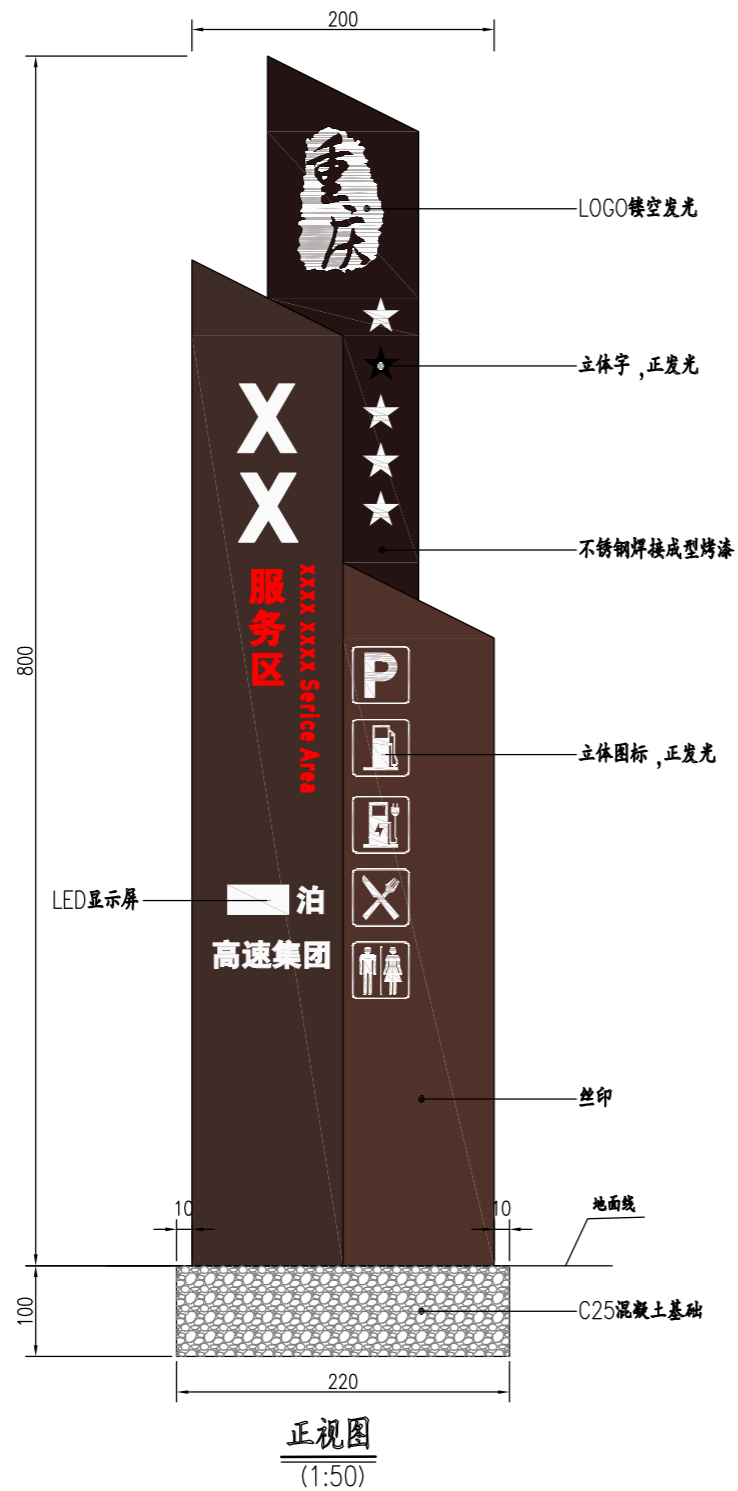 200
重庆
LOGO镂空发光
立体字,正发光
XX
不锈钢焊接成型烤漆
服务区
XXXX XXXX Serice Area
800
P
立体图标,正发光
LED显示屏
泊
高速集团
丝印
10
10
地面线
100
C25混凝土基础
220
正视图
(1:50)